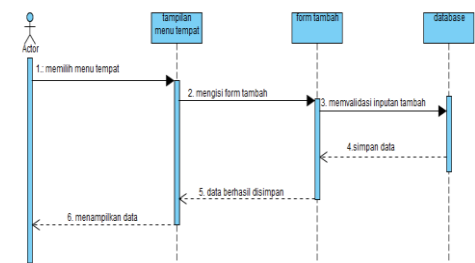 tampilan
menu tempat
form tambah
database
Actor
1.: memilih menu tempat
2. mengisi form tambah
3. memvalidasi inputan tambah
4.simpan data
5. data berhasil disimpan
6. menampilkan data